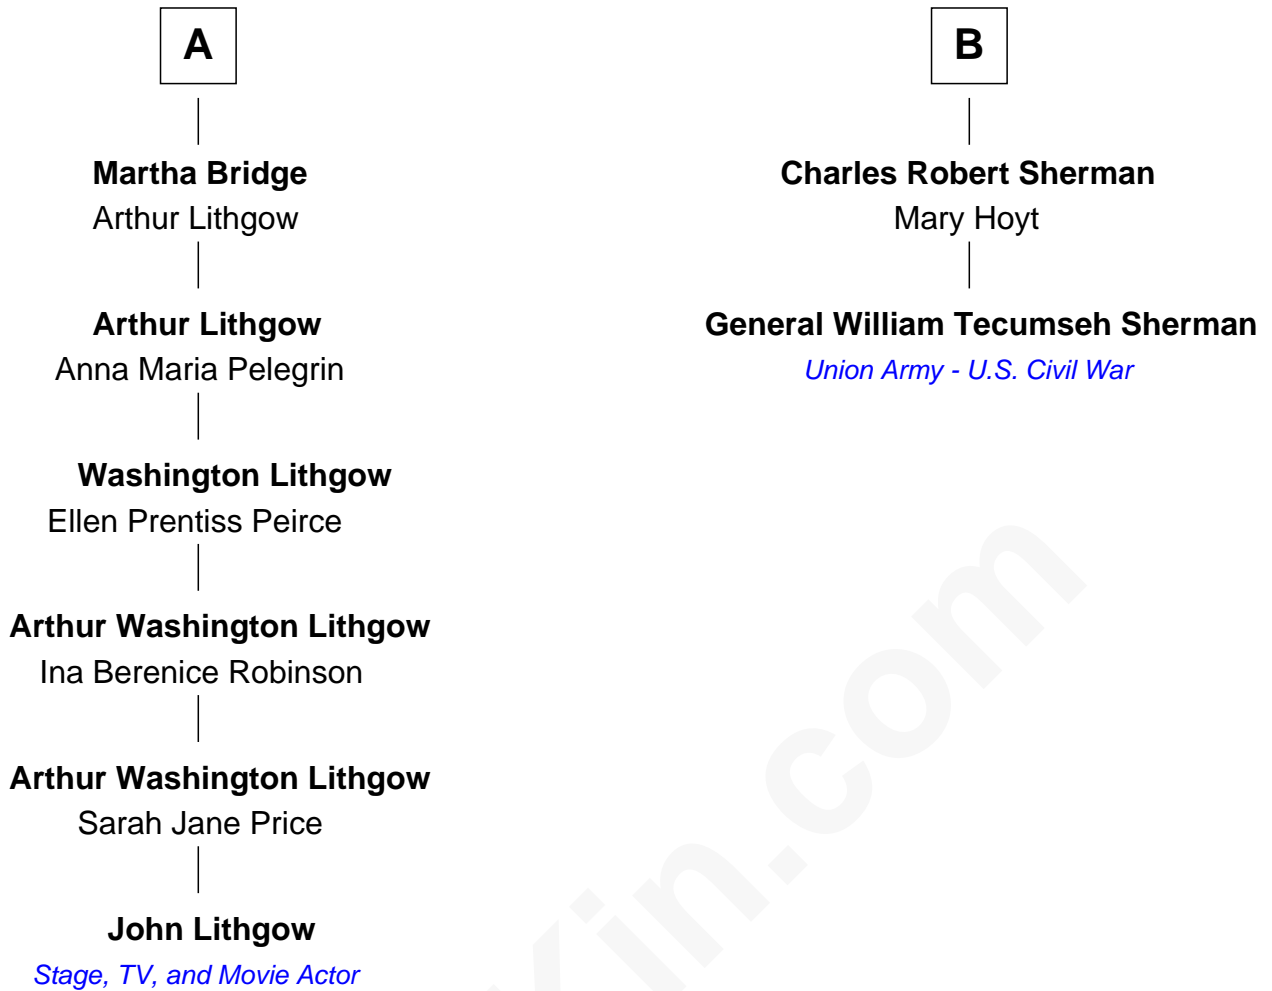 A
Martha Bridge
Arthur Lithgow
Arthur Lithgow
Anna Maria Pelegrin
Washington Lithgow
Ellen Prentiss Peirce
Arthur Washington Lithgow
Ina Berenice Robinson
Arthur Washington Lithgow
Sarah Jane Price
John Lithgow
Stage, TV, and Movie Actor
B
Charles Robert Sherman
Mary Hoyt
General William Tecumseh Sherman
Union Army - U.S. Civil War
Kin.com